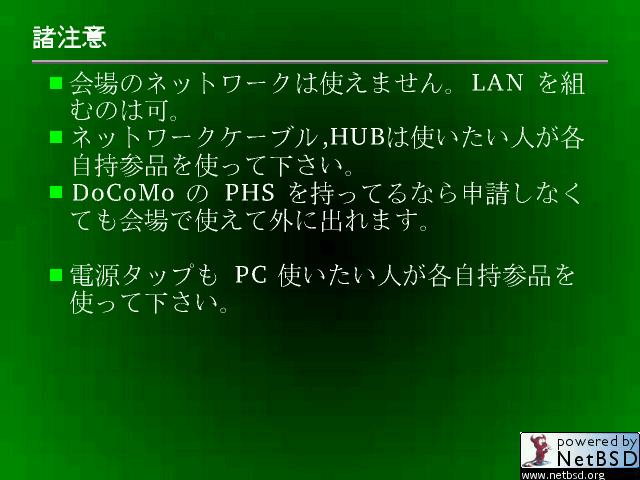 諸注意
会場のネットワークは使えません。LAN を組
むのは可。
ネットワークケーブル,HUBは使いたい人が各
自持参品を使って下さい。
DoCoMo の PHS を持ってるなら申請しなく
ても会場で使えて外に出れます。
電源タップも PC 使いたい人が各自持参品を
使って下さい。
powered by
NetBSD
www.netbsd.org